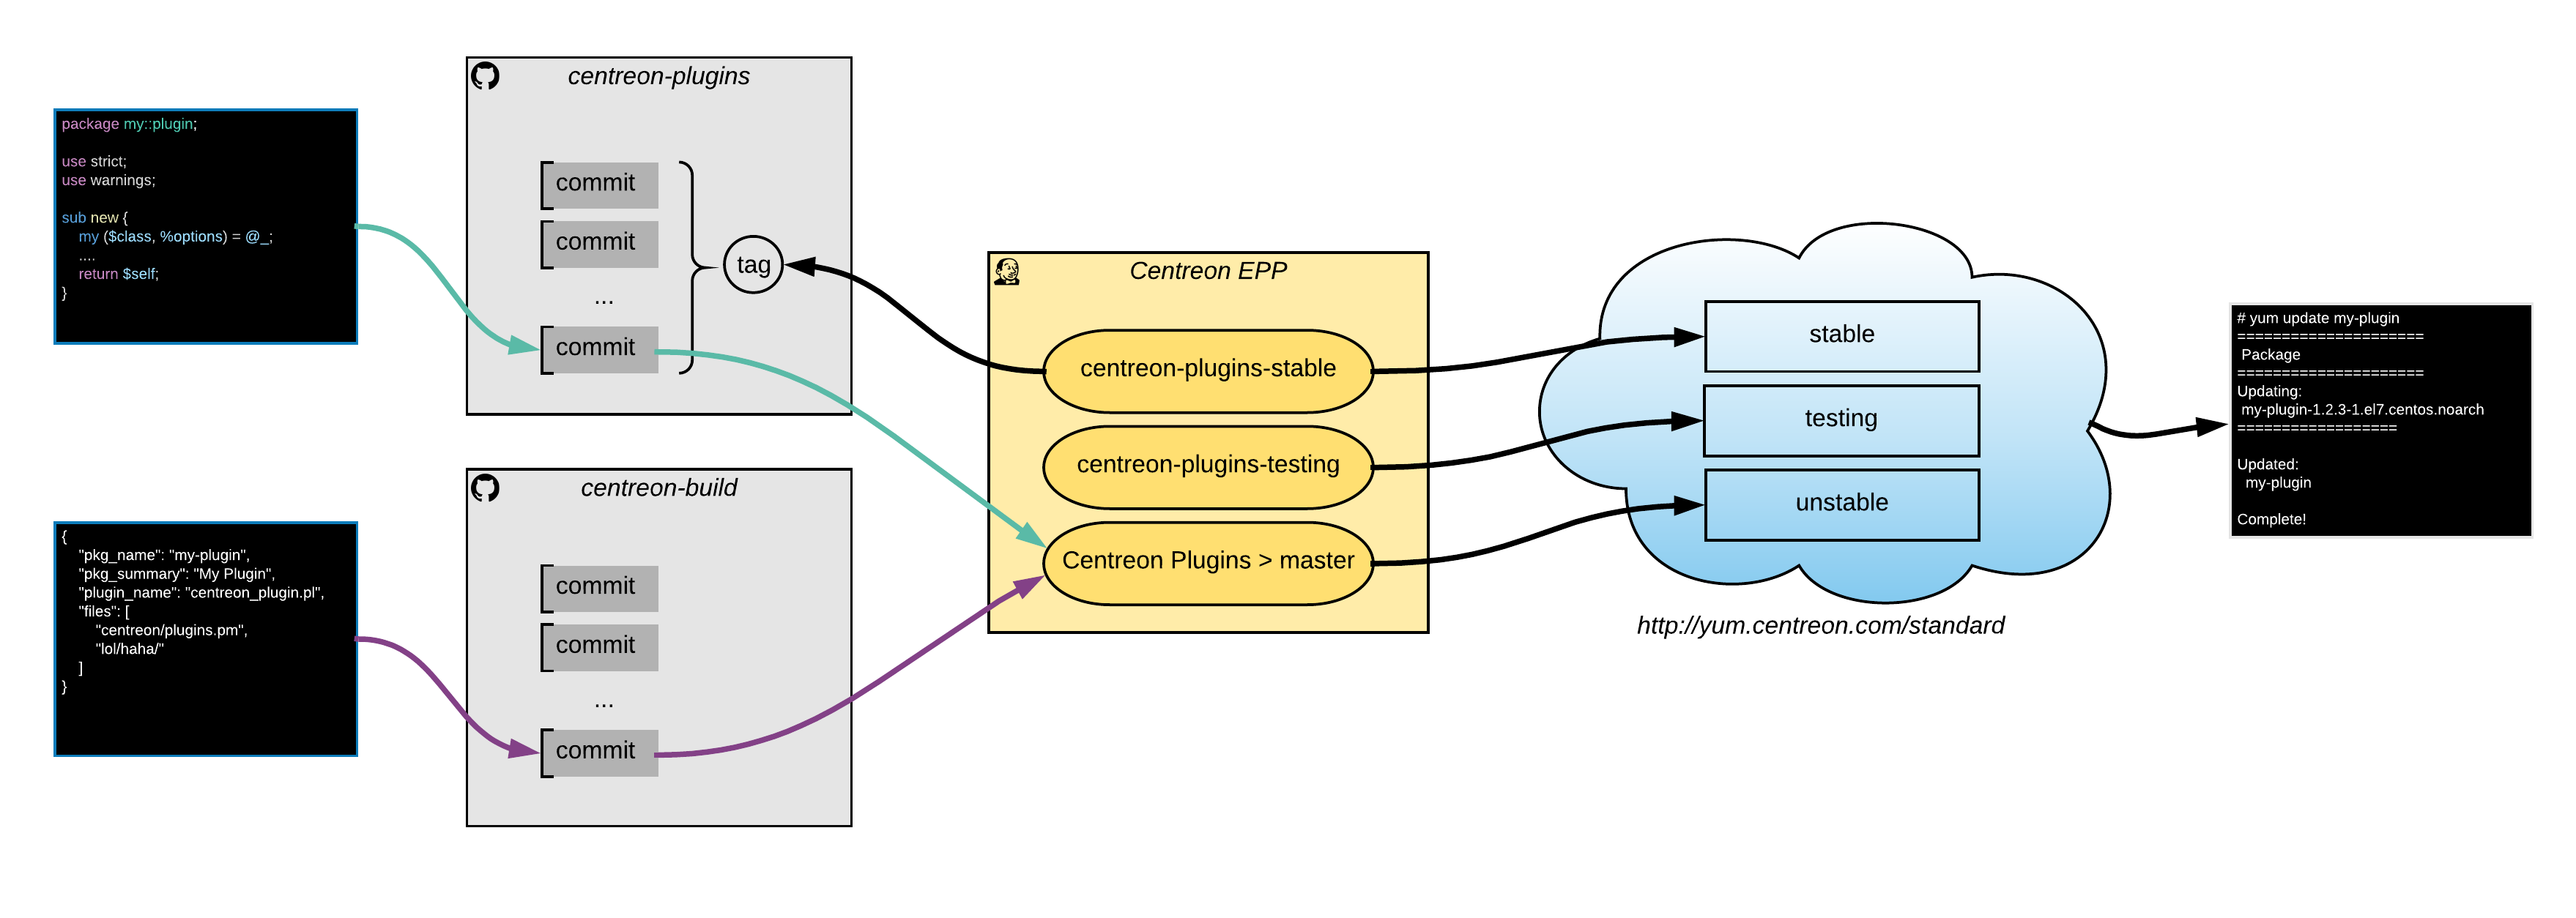 package my::plugin;
use strict;
use warnings;
sub new {
my ($class, %options) = @_;
....
return $self;
}
centreon-plugins
commit
commit
...
commit
tag
{
"pkg_name": "my-plugin",
"pkg_summary": "My Plugin",
"plugin_name": "centreon_plugin.pl",
"files": [
"centreon/plugins.pm",
"lol/haha/"
]
}
centreon-build
commit
commit
...
commit
Centreon EPP
centreon-plugins-stable
centreon-plugins-testing
Centreon Plugins > master
stable
testing
unstable
http://yum.centreon.com/standard
# yum update my-plugin
=====================
Package
=====================
Updating:
my-plugin-1.2.3-1.el7.centos.noarch
==================
Updated:
my-plugin
Complete!